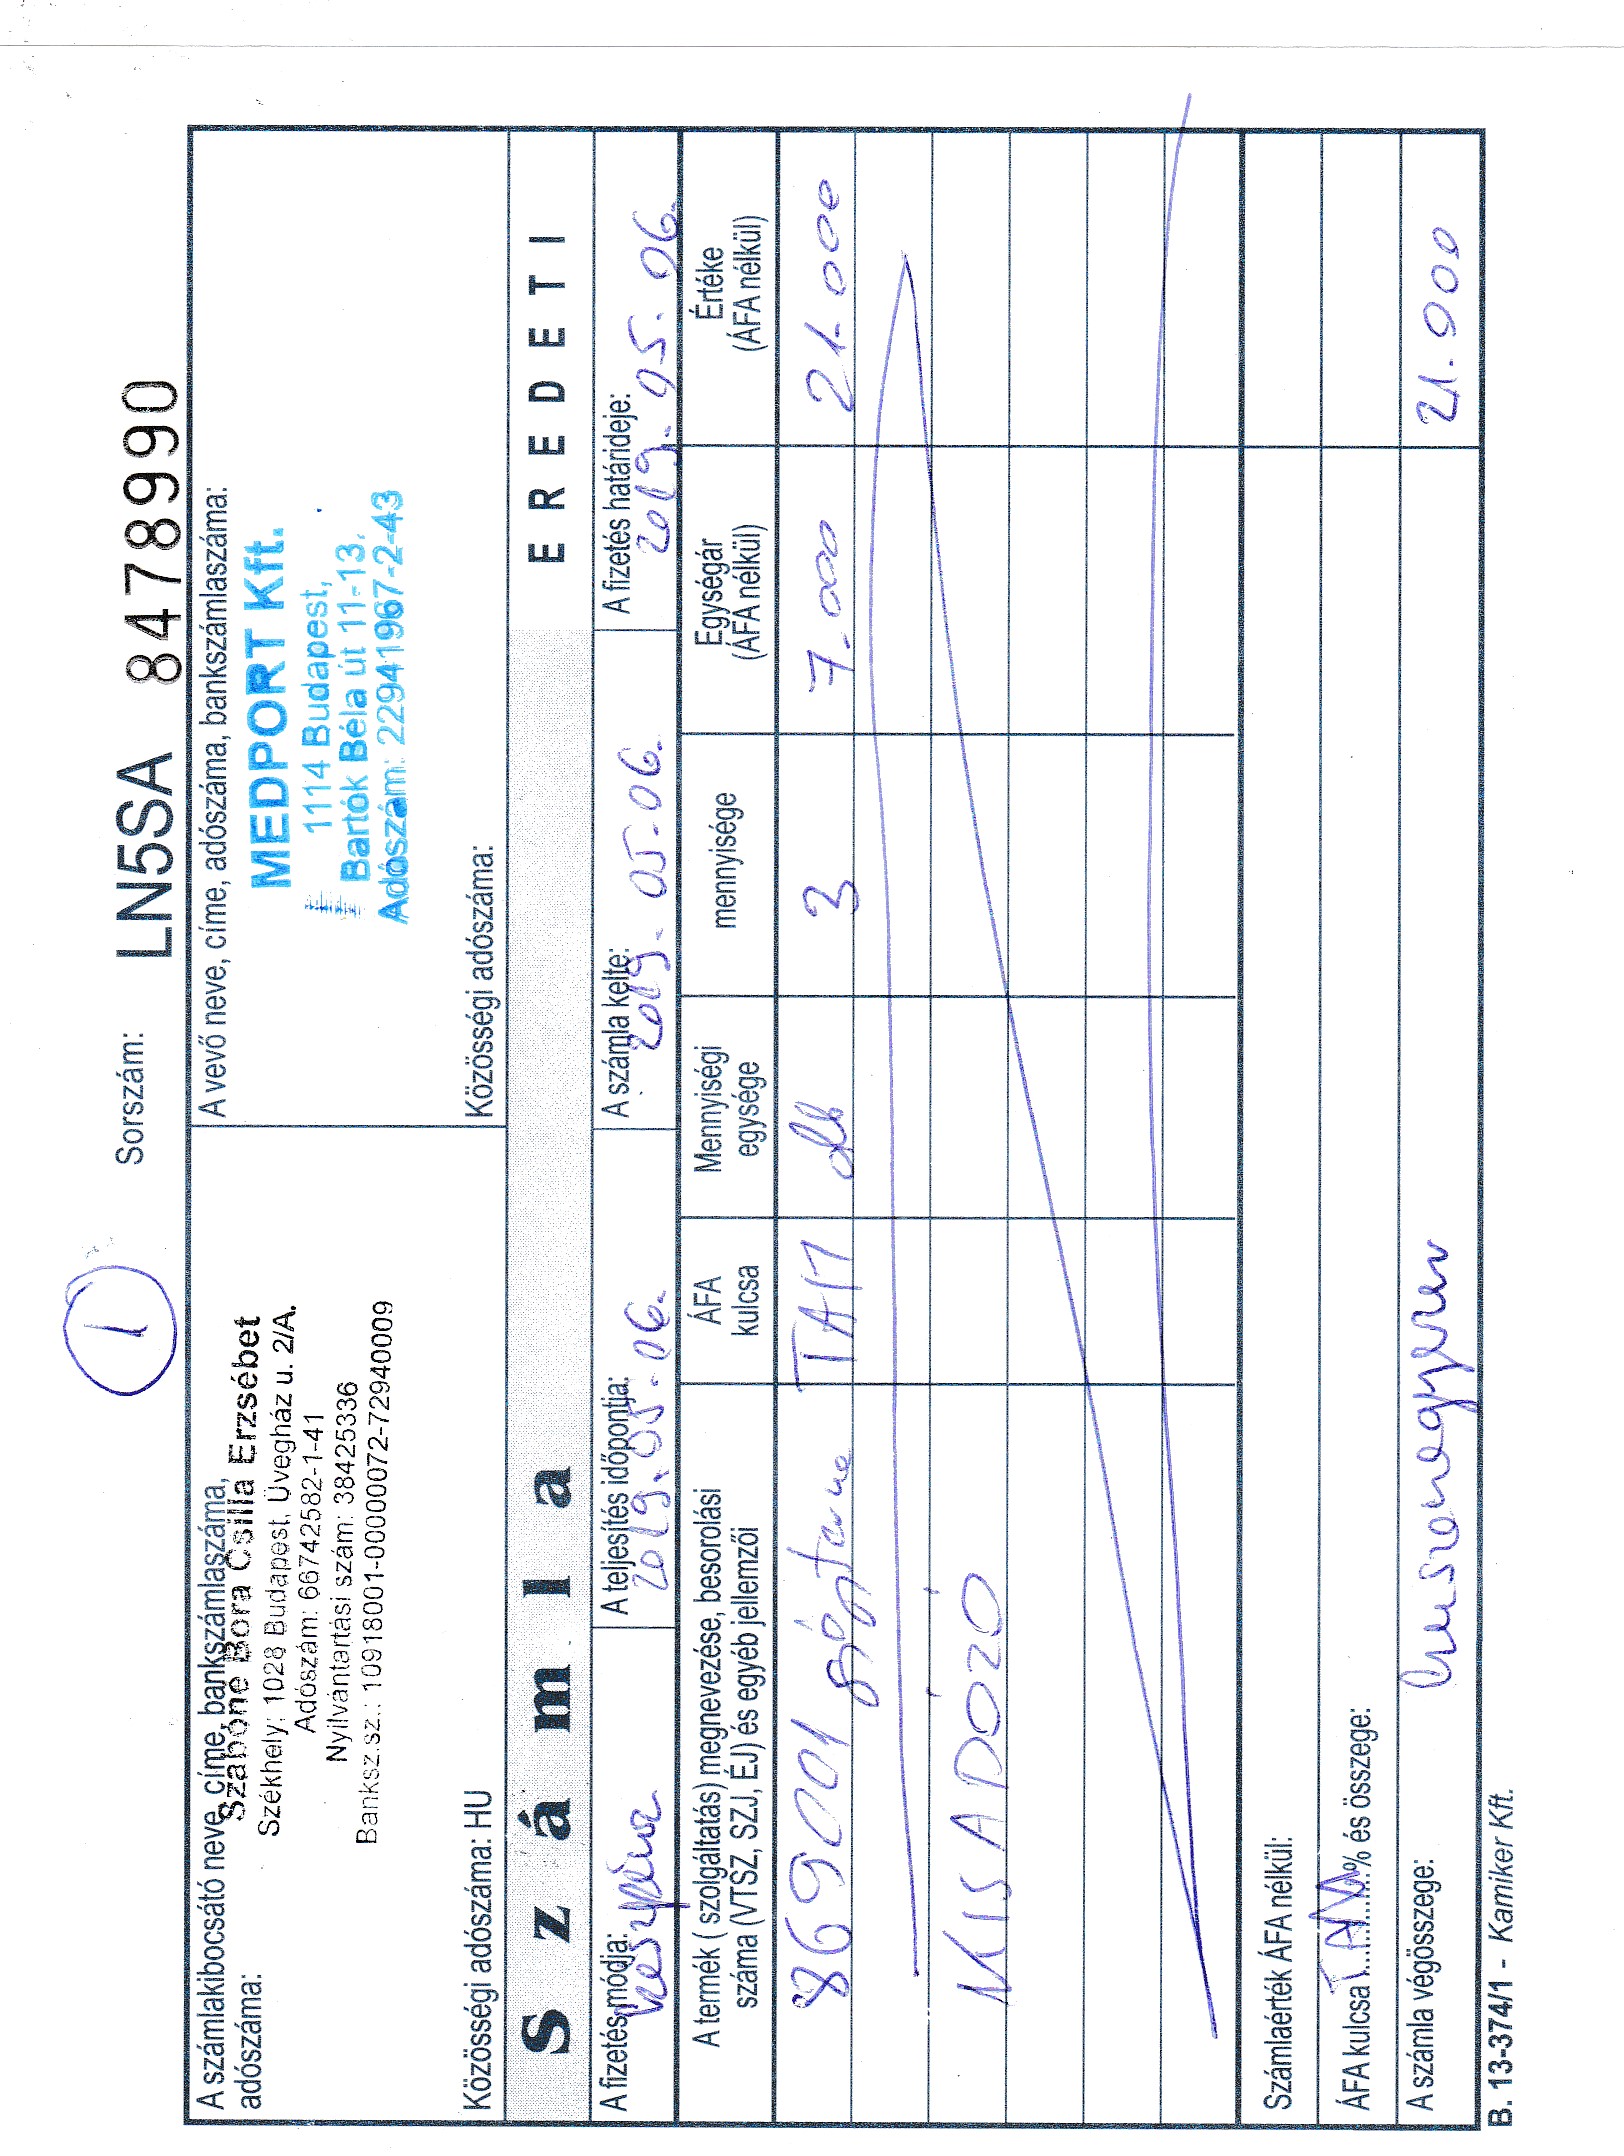 1
Sorszám: LN5SA 8478990
A számlakibocsátó neve, címe, bankszámlaszáma,
adószáma:
Szabóné Bora Csilla Erzsébet
Székhely: 1028 Budapest, Üvegház u. 2/A.
Adószám: 66742582-1-41
Nyilvántartási szám: 38425336
Banksz.sz.: 10918001-00000072-72940009
Közösségi adószáma: HU
A vevő neve, címe, adószáma, bankszámlaszáma:
MEDPORT Kft.
1114 Budapest,
Bartók Béla út 11-13.
Adószám: 22941967-2-43
Közösségi adószáma:
Számla EREDETI
A fizetés módja: A teljesítés időpontja: A számla kelte: A fizetés határideje:
készpénz 2019.05.06. 2019.05.06. 2019.05.06.
A termék (szolgáltatás) megnevezése, besorolási
száma (VTSZ, SZJ, ÉJ) és egyéb jellemzői
ÁFA
kulcsa
Mennyiségi
egysége
mennyisége
Egységár
(ÁFA nélkül)
Értéke
(ÁFA nélkül)
869001 gyógytorna TAM db 3 7.000 21.000
KISADÓZÓ
Számlaérték ÁFA nélkül:
ÁFA kulcsa TAM % és összege:
A számla végösszege: huszonegyezer 21.000
B. 13-374/1 - Kamiker Kft.